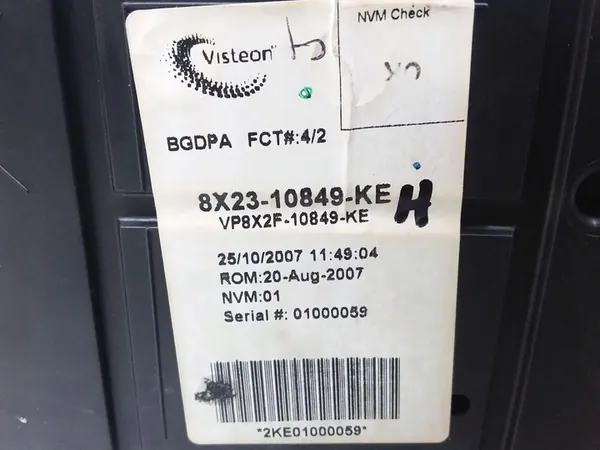 Visteon
NVM Check
BGDPA FCT#:4/2
8X23-10849-KE H
VP8X2F-10849-KE
25/10/2007 11:49:04
ROM:20-Aug-2007
NVM:01
Serial #: 01000059
*2KE01000059*